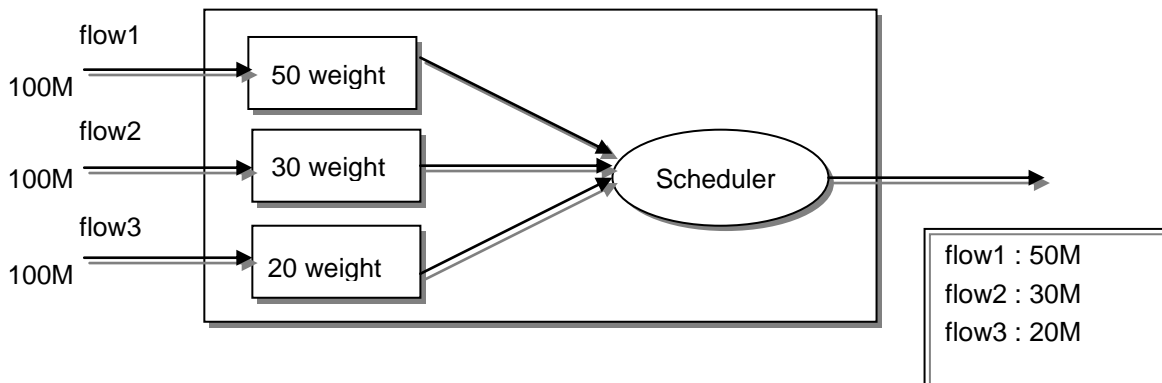 flow1
100M
50 weight
flow2
100M
30 weight
Scheduler
flow3
100M
20 weight
flow1 : 50M
flow2 : 30M
flow3 : 20M